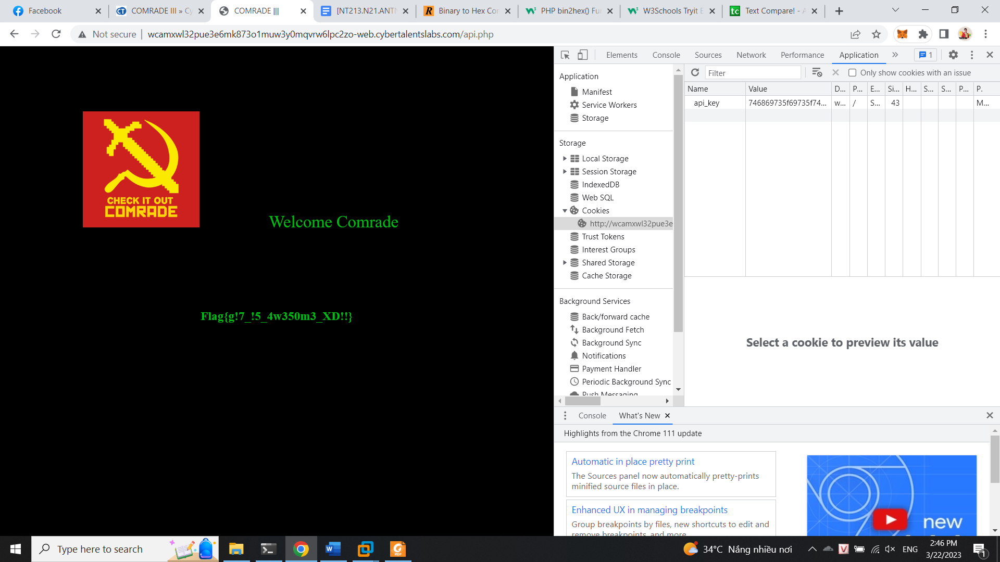 Facebook
COMRADE III » Cy
COMRADE |||
[NT213.N21.ANTN
Binary to Hex Con
PHP bin2hex() Fu
W3Schools Tryit E
Text Compare! - A
Not secure
wcamxwl32pue3e6mk873o1muw3y0mqvrw6lpc2zo-web.cybertalentslabs.com/api.php
CHECK IT OUT
COMRADE
Welcome Comrade
Flag{g!7_!5_4w350m3_XD!!}
Elements
Console
Sources
Network
Performance
Application
1
Application
Manifest
Service Workers
Storage
Storage
Local Storage
Session Storage
IndexedDB
Web SQL
Cookies
http://wcamxwl32pue3e
Trust Tokens
Interest Groups
Shared Storage
Cache Storage
Background Services
Back/forward cache
Background Fetch
Background Sync
Notifications
Payment Handler
Periodic Background Sync
Push Messaging
Filter
Only show cookies with an issue
Name Value D... P... E... Si... H... S... S... P... P.
api_key 746869735f69735f74... w... / S... 43 M...
Select a cookie to preview its value
Console
What's New
Highlights from the Chrome 111 update
Automatic in place pretty print
The Sources panel now automatically pretty-prints
minified source files in place.
Enhanced UX in managing breakpoints
Group breakpoints by files, new shortcuts to edit and
remove breakpoints, and more.
new
Type here to search
34°C Nắng nhiều nơi
ENG
2:46 PM
3/22/2023
1